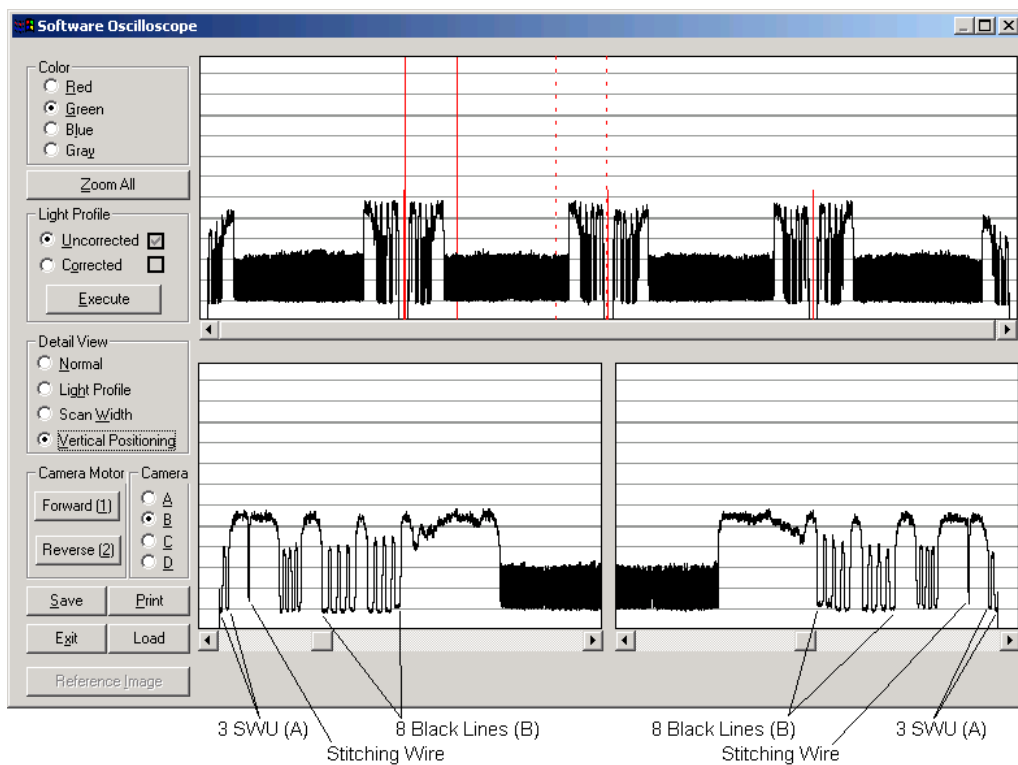 Software Oscilloscope
Color
Red
Green
Blue
Gray
Zoom All
Light Profile
Uncorrected
Corrected
Execute
Detail View
Normal
Light Profile
Scan Width
Vertical Positioning
Camera Motor
Forward (1)
Reverse (2)
Camera
A
B
C
D
Save
Print
Exit
Load
Reference Image
3 SWU (A)
Stitching Wire
8 Black Lines (B)
8 Black Lines (B)
Stitching Wire
3 SWU (A)